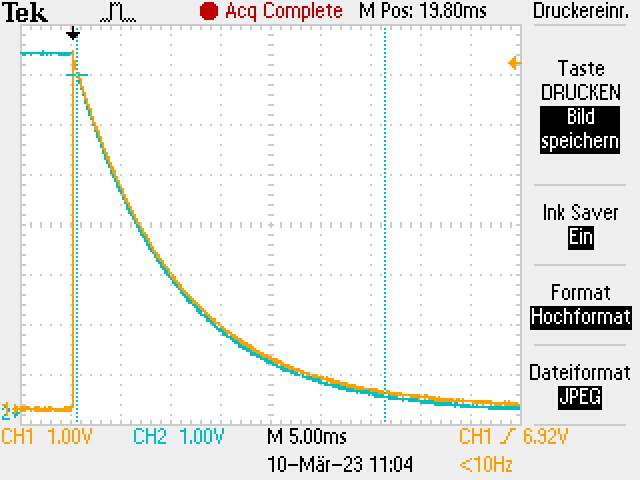 Tek Acq Complete M Pos: 19.80ms Druckereinr.
Taste
DRUCKEN
Bild
speichern
Ink Saver
Ein
Format
Hochformat
Dateiformat
JPEG
2
CH1 1.00V CH2 1.00V M 5.00ms CH1 / 6.92V
10-Mär-23 11:04 <10Hz